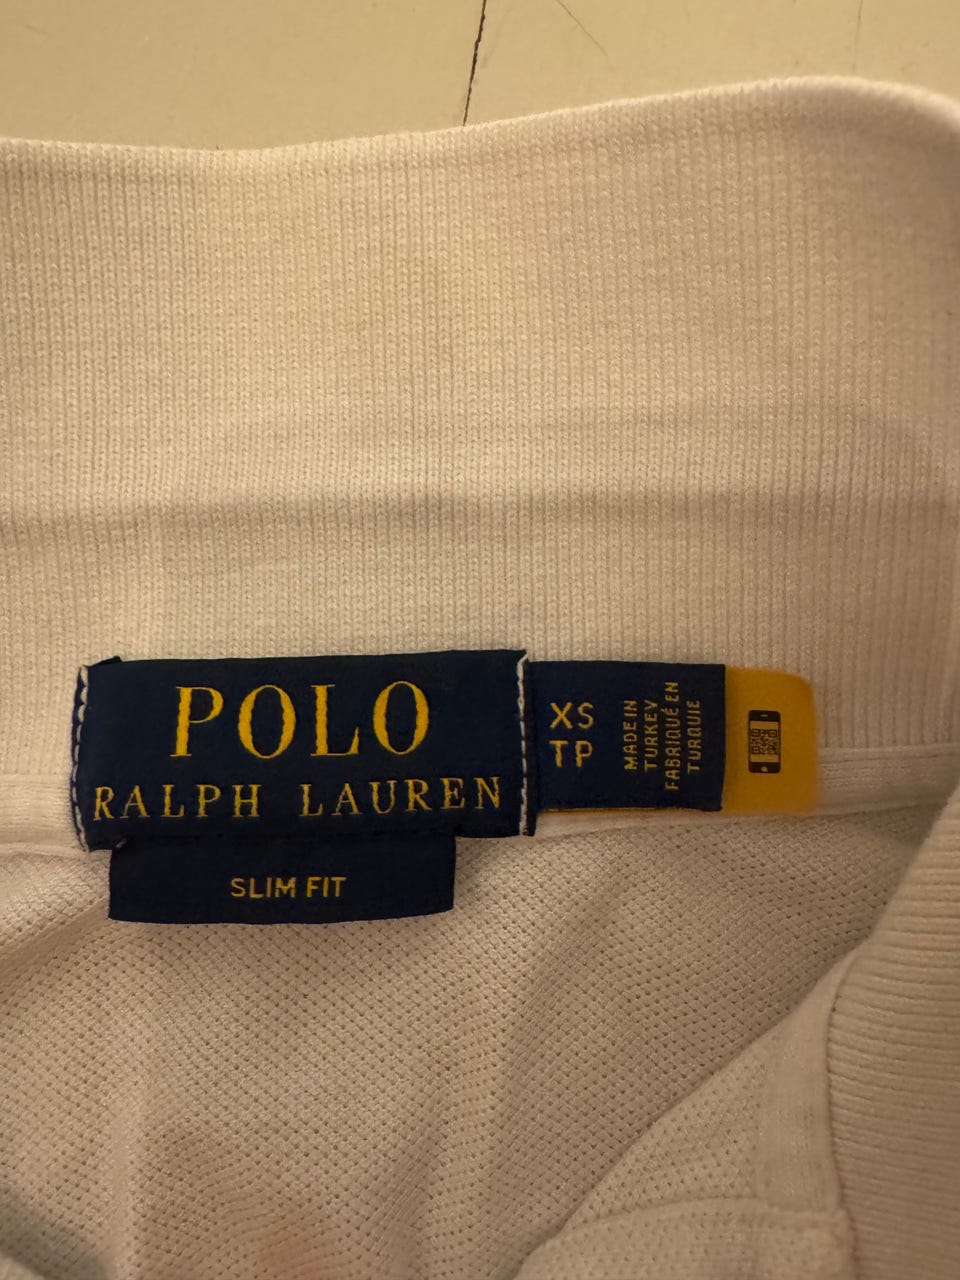 POLO
RALPH LAUREN
SLIM FIT
XS
TP
MADE IN
TURKEY
FABRIQUÉ EN
TURQUIE